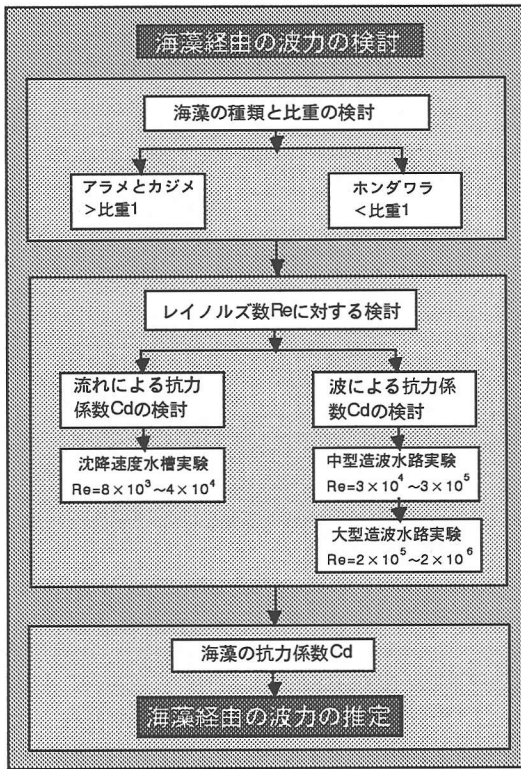 海藻経由の波力の検討
海藻の種類と比重の検討
アラメとカジメ
>比重1
ホンダワラ
<比重1
レイノルズ数Reに対する検討
流れによる抗力
係数Cdの検討
沈降速度水槽実験
Re=8×10³~4×10⁴
波による抗力係
数Cdの検討
中型造波水路実験
Re=3×10⁴~3×10⁵
大型造波水路実験
Re=2×10⁵~2×10⁶
海藻の抗力係数Cd
海藻経由の波力の推定